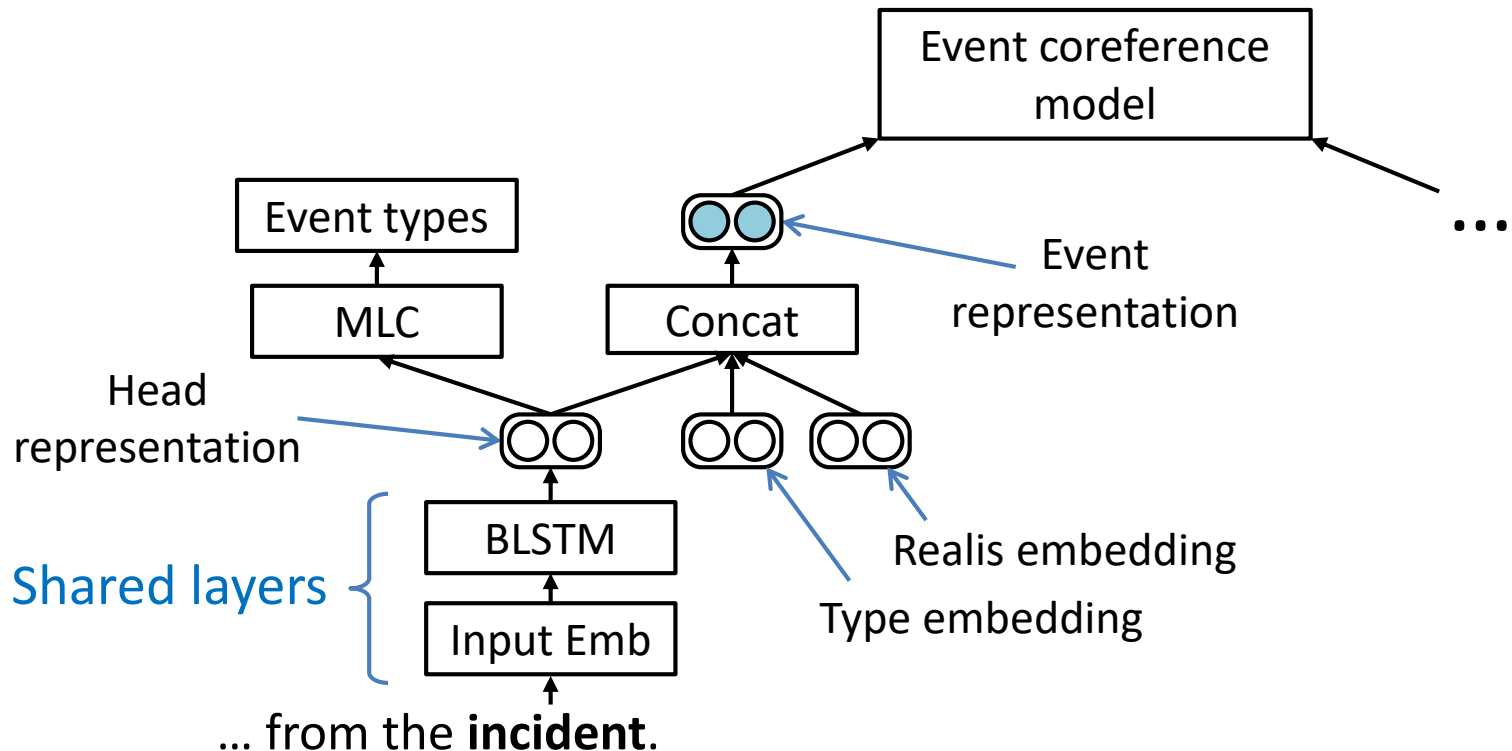 Event coreference
model
Event types
...
Event
representation
MLC
Concat
Head
representation
BLSTM
Realis embedding
Shared layers
Type embedding
Input Emb
... from the incident.